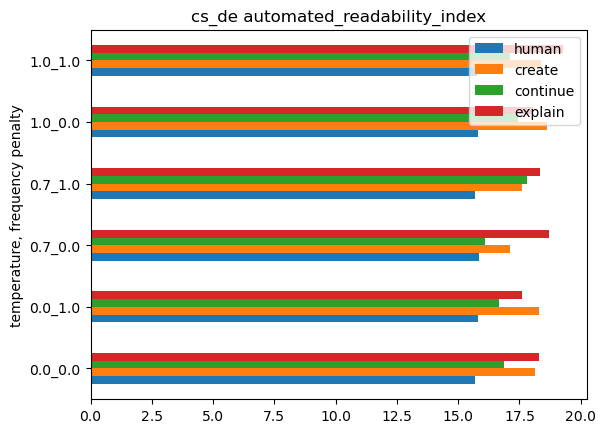 cs_de automated_readability_index
temperature, frequency penalty
1.0_1.0
1.0_0.0
0.7_1.0
0.7_0.0
0.0_1.0
0.0_0.0
human
create
continue
explain
0.0 2.5 5.0 7.5 10.0 12.5 15.0 17.5 20.0